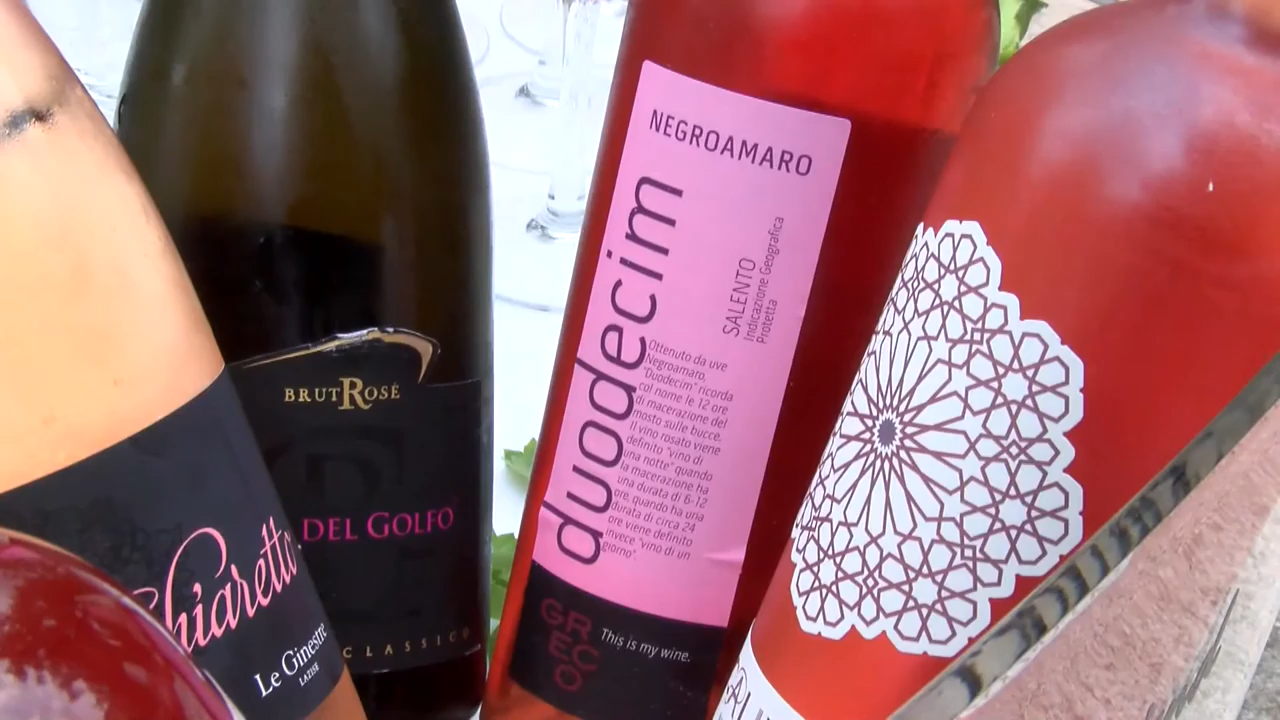 Chiaretto
Le Ginestre
LAZISE
BRUT ROSÉ
DEL GOLFO
CLASSICO
NEGROAMARO
duodecim
SALENTO
Indicazione Geografica
Protetta
Ottenuto da uve
Negroamaro,
"Duodecim" ricorda
col nome le 12 ore
di macerazione del
mosto sulle bucce.
Il vino rosato viene
definito "vino di
una notte" quando
la macerazione ha
una durata di 6-12
ore, quando ha una
durata di circa 24
ore viene definito
invece "vino di un
giorno".
GRECO
This is my wine.